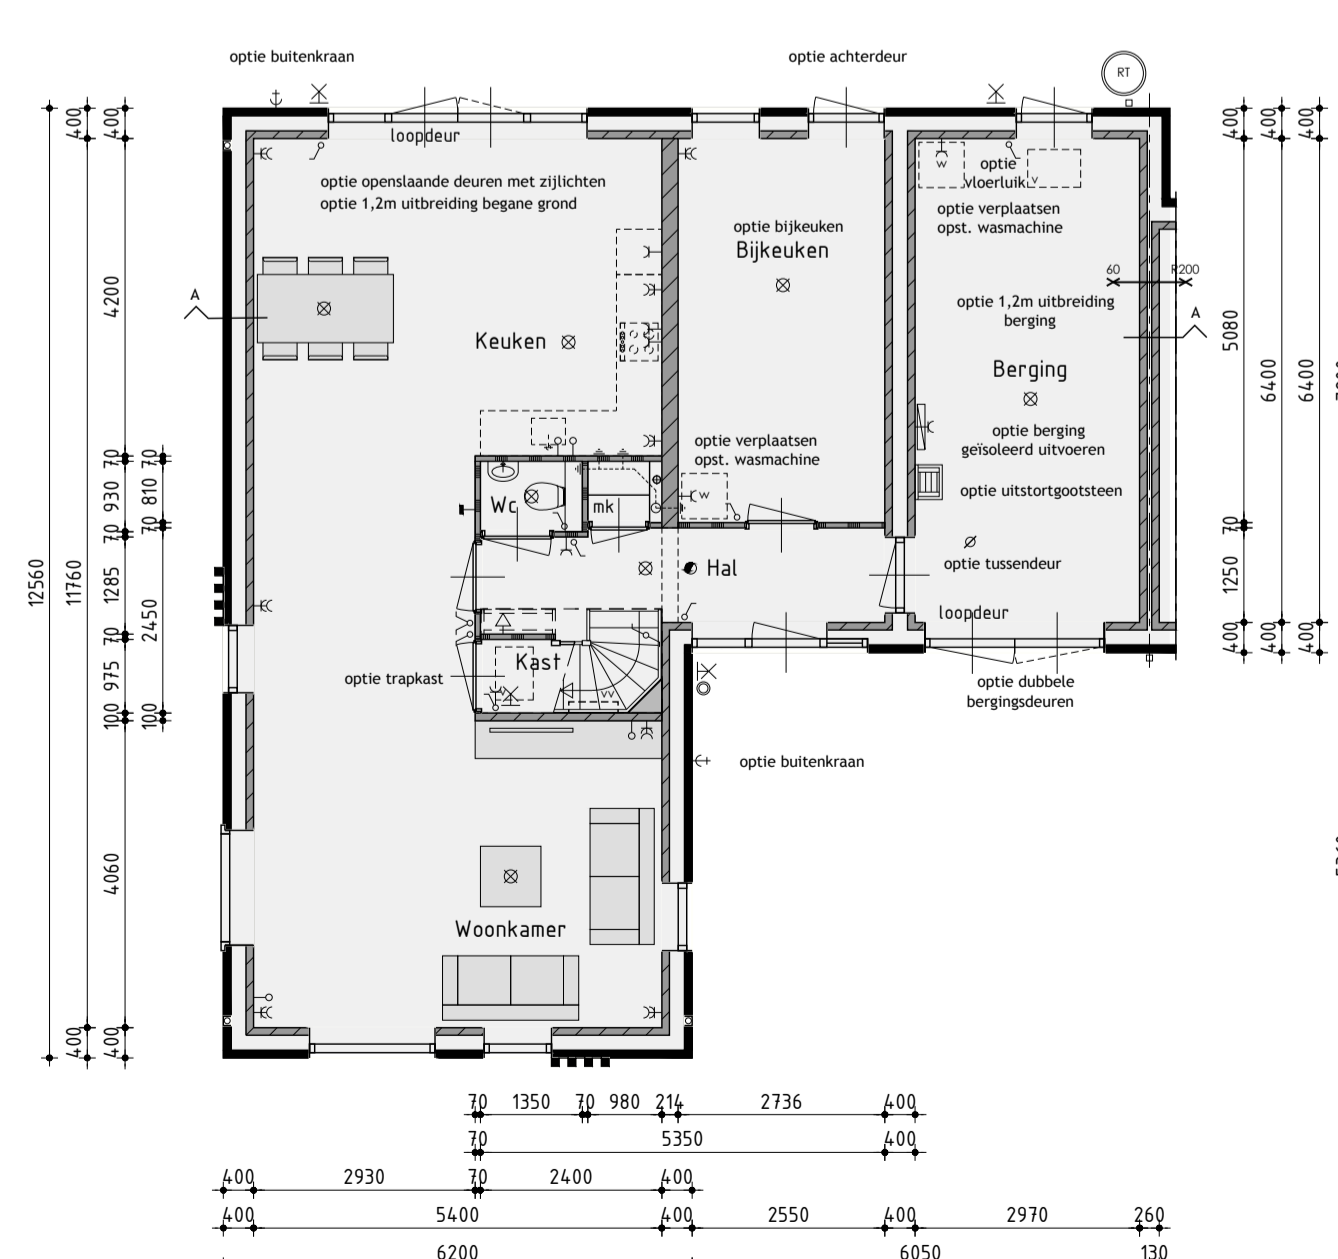 optie buitenkraan
optie achterdeur
RT
loopdeur
optie openslaande deuren met zijlichten
optie 1,2m uitbreiding begane grond
optie
vloerluik
v
w
optie verplaatsen
opst. wasmachine
optie bijkeuken
Bijkeuken
60
R200
optie 1,2m uitbreiding
berging
A
A
Keuken
Berging
optie berging
geïsoleerd uitvoeren
optie verplaatsen
opst. wasmachine
optie uitstortgootsteen
Wc
mk
w
Hal
optie tussendeur
loopdeur
Kast
optie trapkast
vv
optie dubbele
bergingsdeuren
optie buitenkraan
Woonkamer
12560
400
11760
400
400
4200
70
930
70
1285
70
975
100
4060
400
70
810
70
2450
100
400
5080
70
1250
400
400
6400
400
400
6400
400
70
1350
70
980
214
2736
400
70
5350
400
400
2930
70
2400
400
400
5400
400
2550
400
2970
260
6200
6050
130